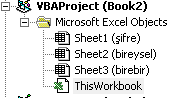 VBAProject (Book2)
Microsoft Excel Objects
Sheet1 (şifre)
Sheet2 (bireysel)
Sheet3 (birebir)
ThisWorkbook